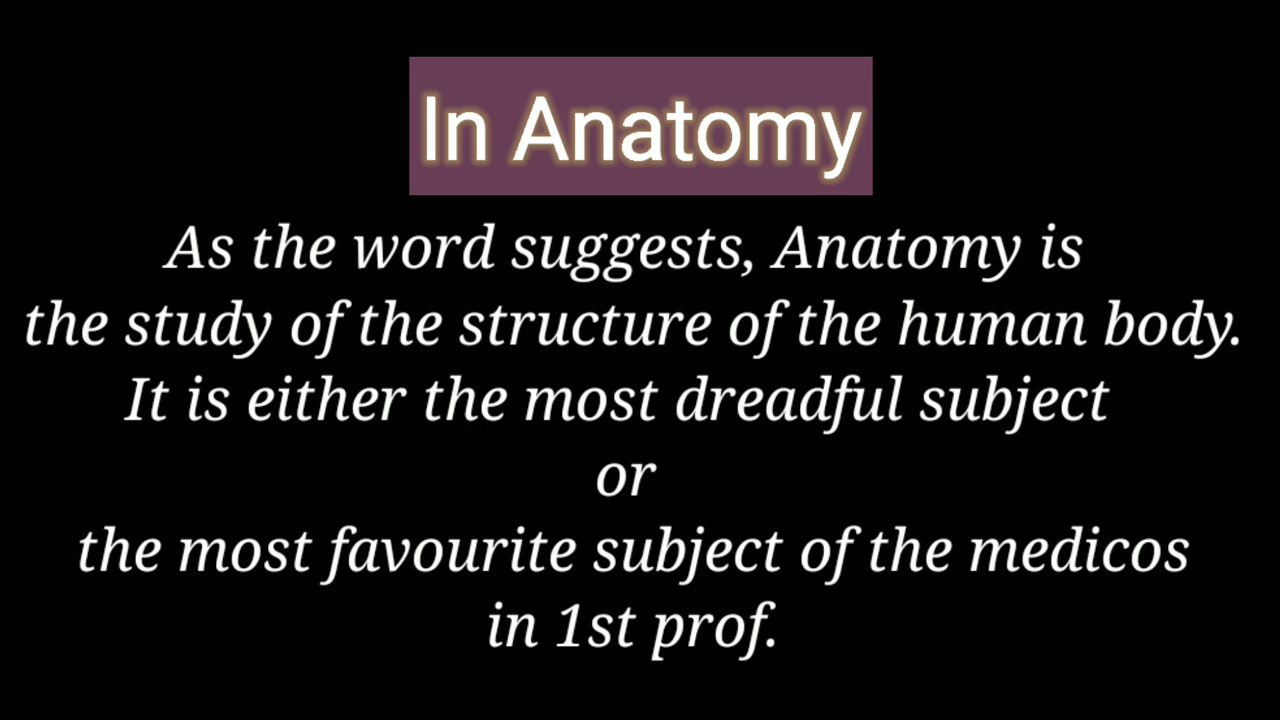 In Anatomy
As the word suggests, Anatomy is
the study of the structure of the human body.
It is either the most dreadful subject
or
the most favourite subject of the medicos
in 1st prof.